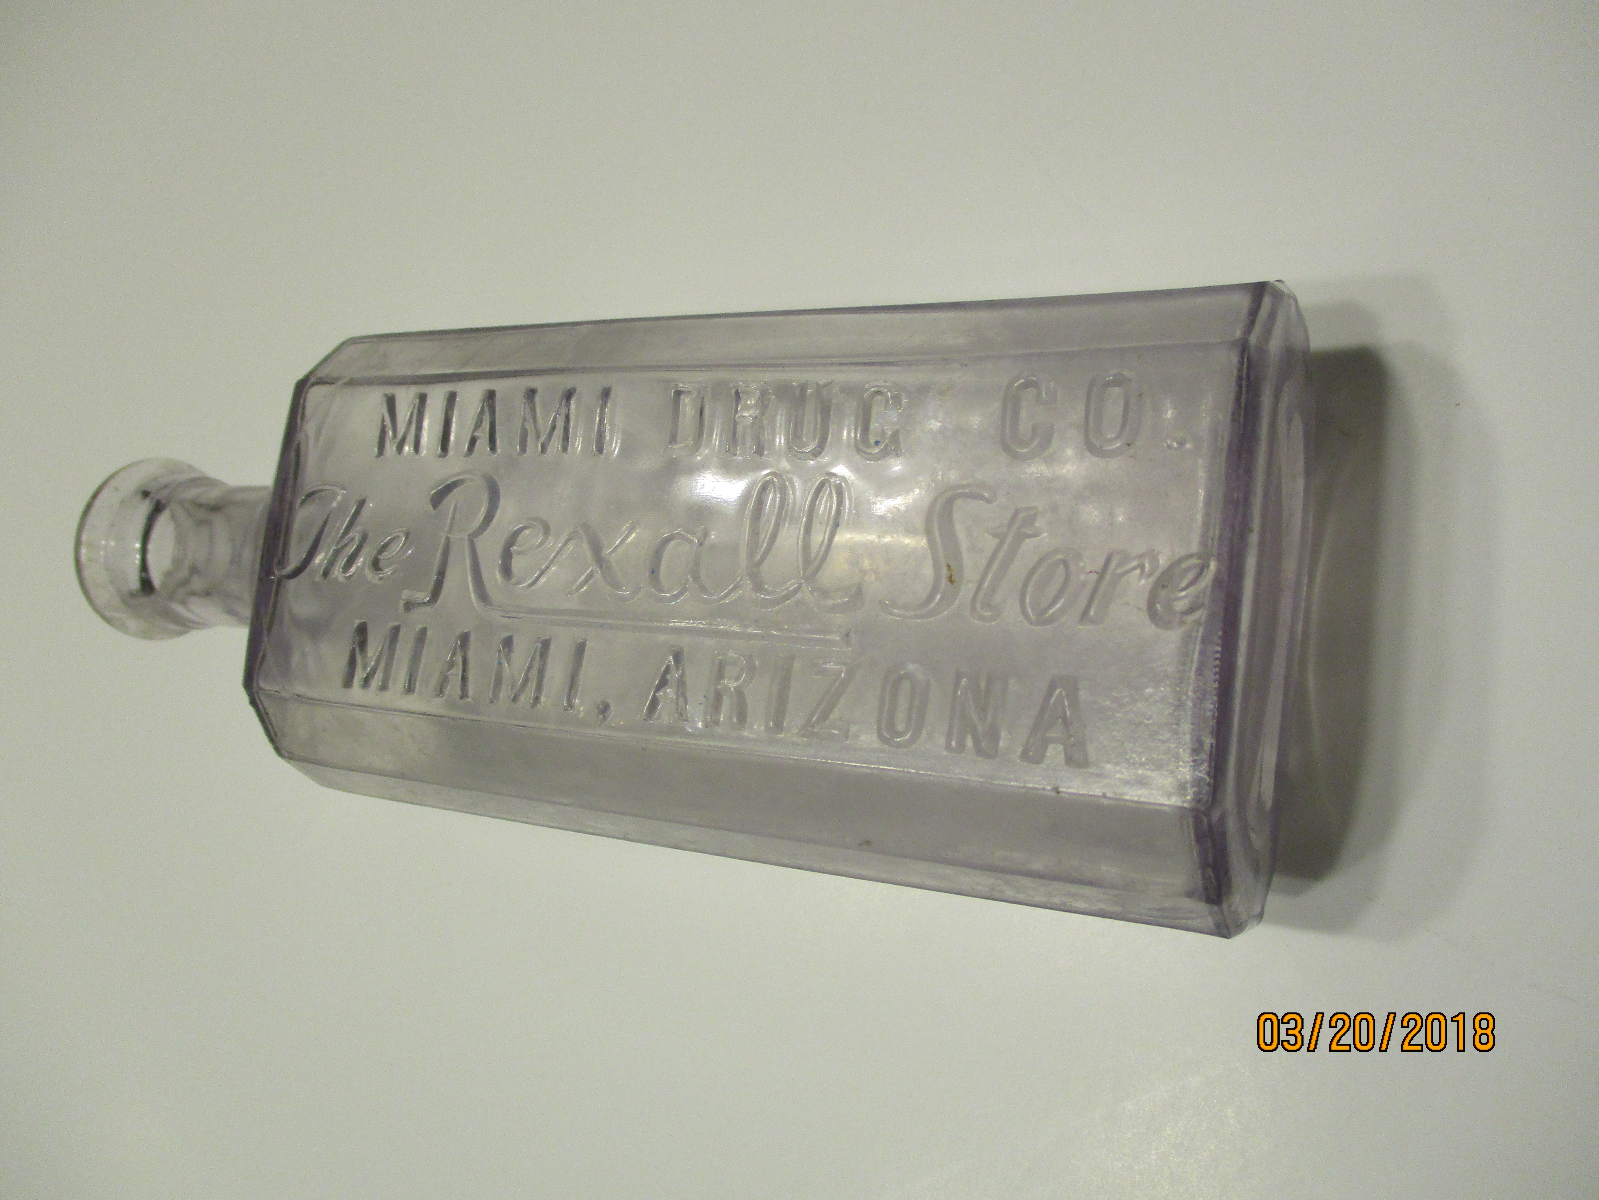 MIAMI DRUG CO.
The Rexall Store
MIAMI, ARIZONA
03/20/2018